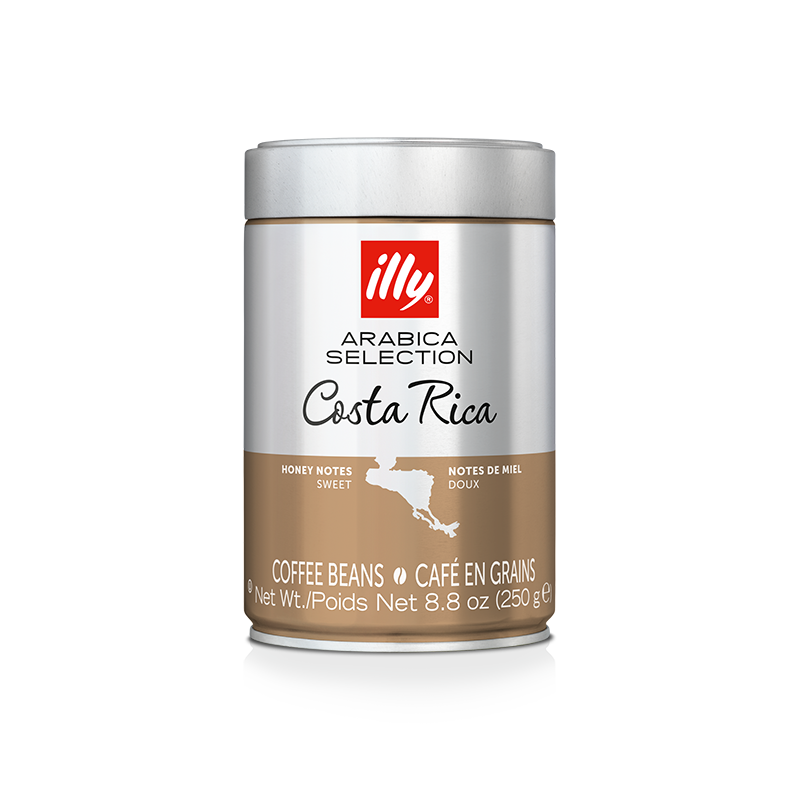 illy®
ARABICA
SELECTION
Costa Rica
HONEY NOTES
SWEET
NOTES DE MIEL
DOUX
COFFEE BEANS CAFÉ EN GRAINS
Net Wt./Poids Net 8.8 oz (250 g ℮)